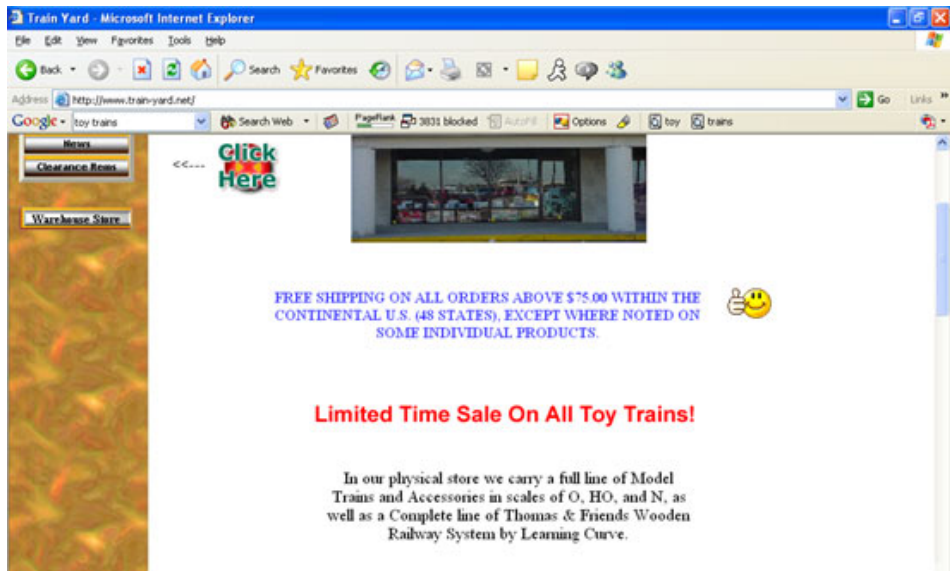 Train Yard - Microsoft Internet Explorer
File Edit View Favorites Tools Help
Back Search Favorites
Address http://www.train-yard.net/ Go Links
Google toy trains Search Web PageRank 3831 blocked AutoFill Options toy trains
News
Clearance Items
<<---
Click
Here
Warehouse Store
FREE SHIPPING ON ALL ORDERS ABOVE $75.00 WITHIN THE
CONTINENTAL U.S. (48 STATES), EXCEPT WHERE NOTED ON
SOME INDIVIDUAL PRODUCTS.
Limited Time Sale On All Toy Trains!
In our physical store we carry a full line of Model
Trains and Accessories in scales of O, HO, and N, as
well as a Complete line of Thomas & Friends Wooden
Railway System by Learning Curve.